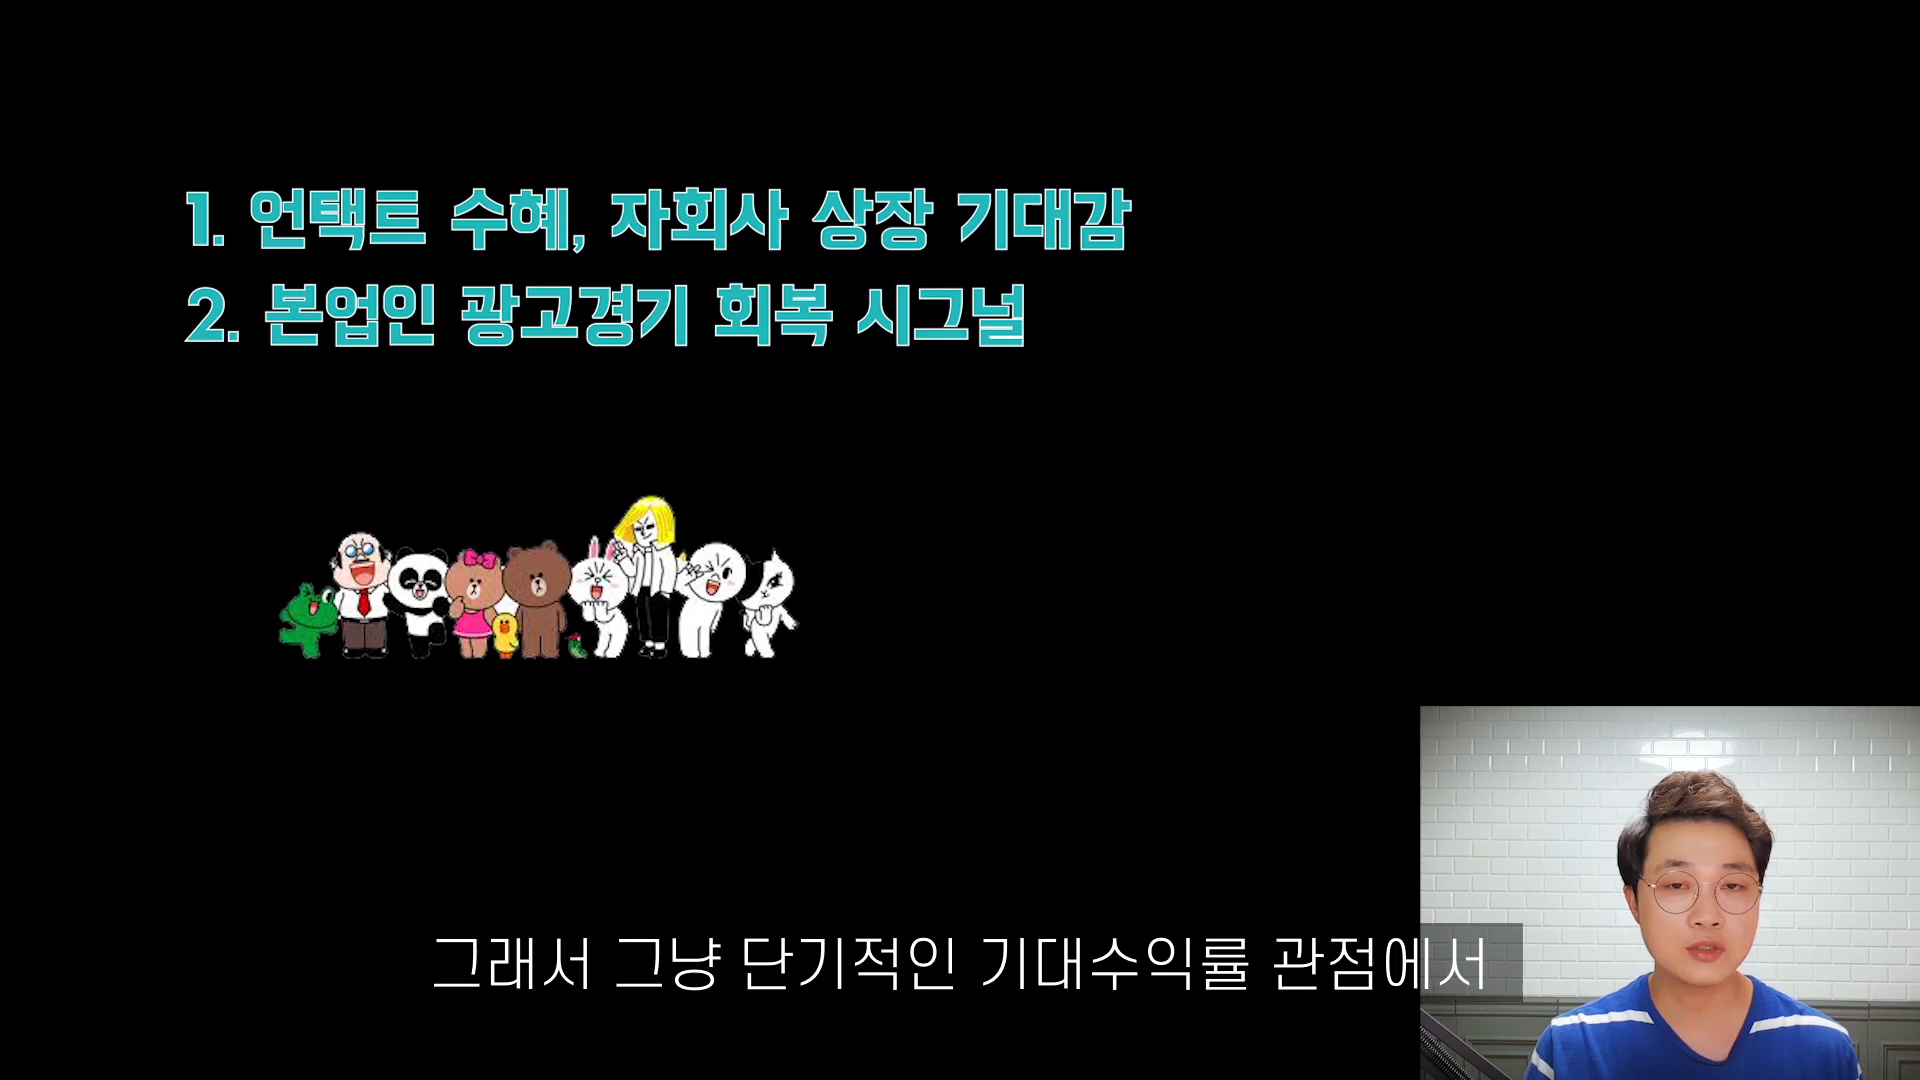 1. 언택트 수혜, 자회사 상장 기대감
2. 본업인 광고경기 회복 시그널
그래서 그냥 단기적인 기대수익률 관점에서